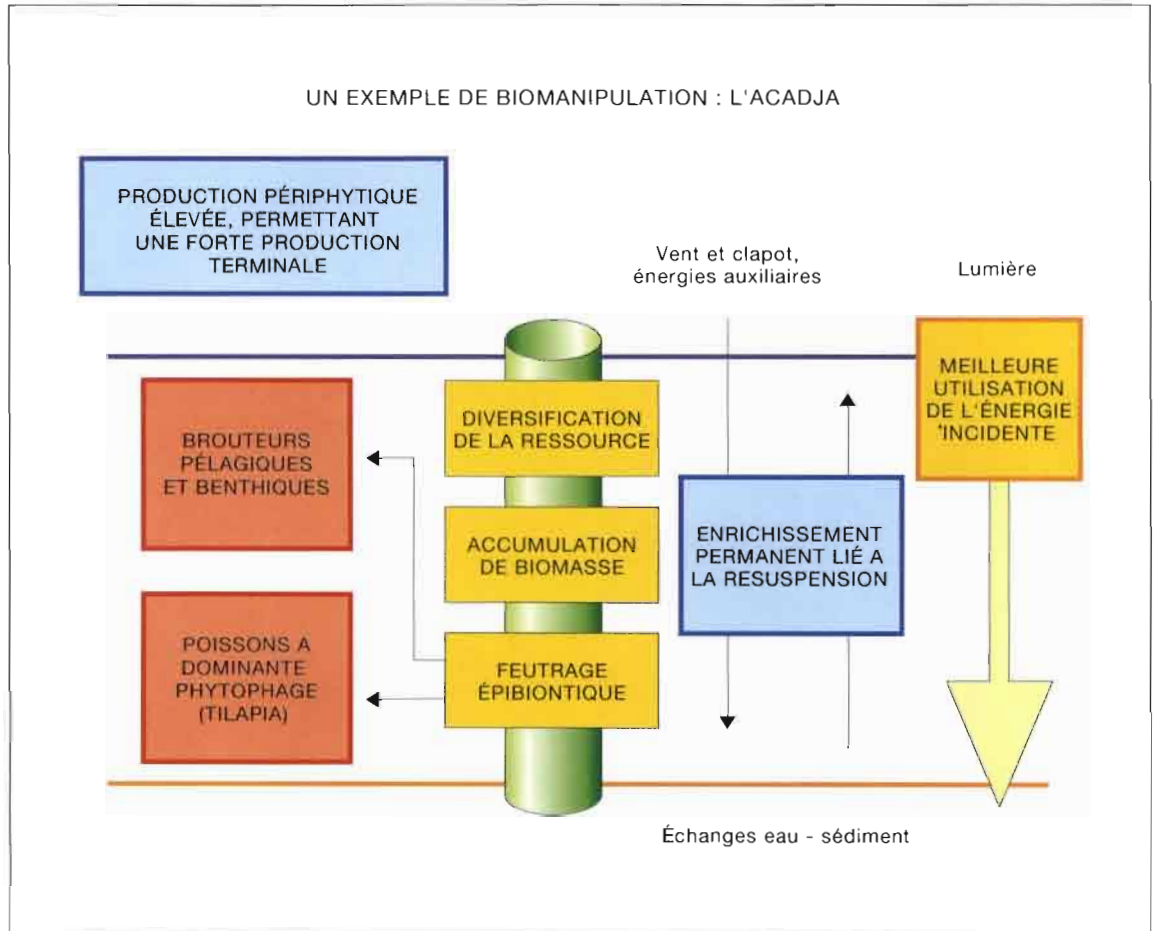 UN EXEMPLE DE BIOMANIPULATION : L'ACADJA
PRODUCTION PÉRIPHYTIQUE
ÉLEVÉE, PERMETTANT
UNE FORTE PRODUCTION
TERMINALE
Vent et clapot,
énergies auxiliaires
Lumière
MEILLEURE
UTILISATION
DE L'ÉNERGIE
'INCIDENTE
BROUTEURS
PÉLAGIQUES
ET BENTHIQUES
DIVERSIFICATION
DE LA RESSOURCE
ACCUMULATION
DE BIOMASSE
ENRICHISSEMENT
PERMANENT LIÉ A
LA RESUSPENSION
POISSONS A
DOMINANTE
PHYTOPHAGE
(TILAPIA)
FEUTRAGE
ÉPIBIONTIQUE
Échanges eau - sédiment